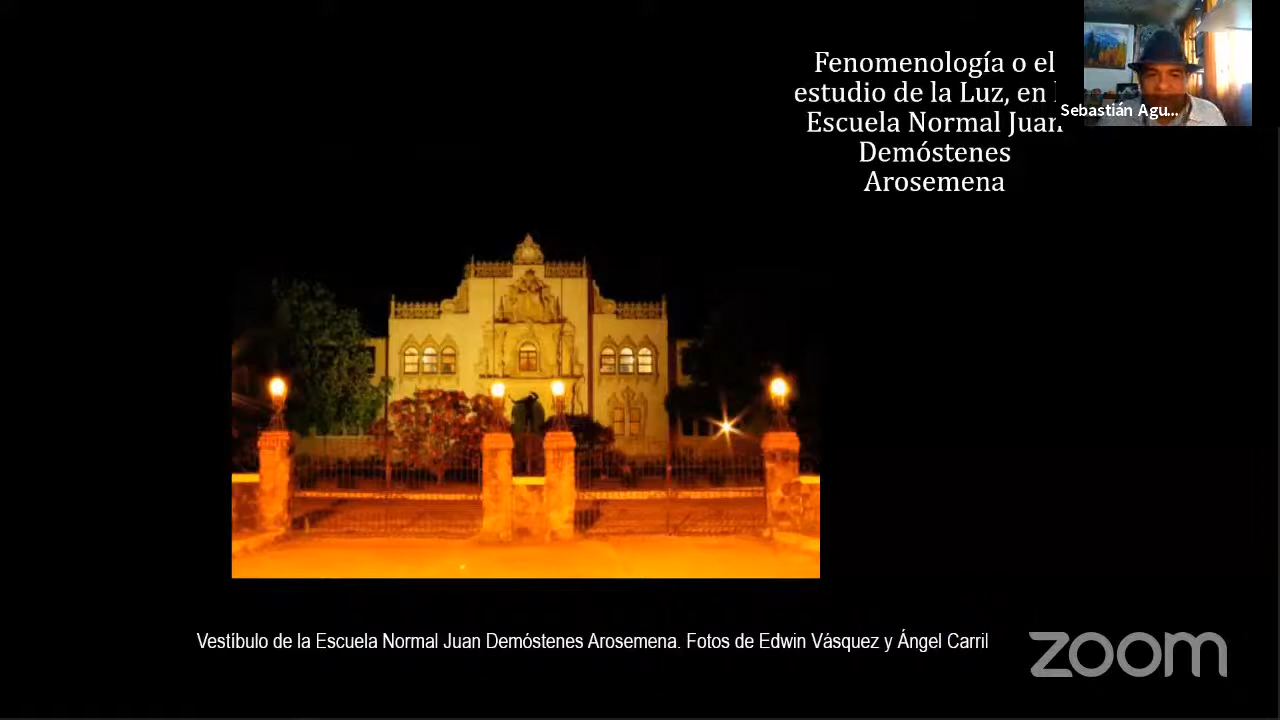 Fenomenología o el
estudio de la Luz, en
Escuela Normal Juan
Demóstenes
Arosemena
Sebastián Agu...
Vestíbulo de la Escuela Normal Juan Demóstenes Arosemena. Fotos de Edwin Vásquez y Ángel Carril
zoom